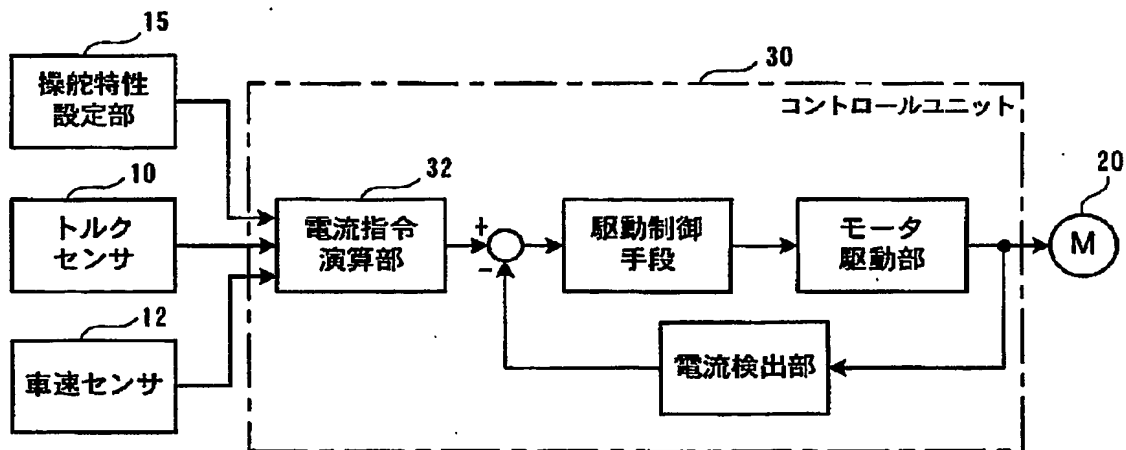 15
操舵特性
設定部
30
コントロールユニット
10
トルク
センサ
32
電流指令
演算部
+
−
駆動制御
手段
モータ
駆動部
20
M
12
車速センサ
電流検出部